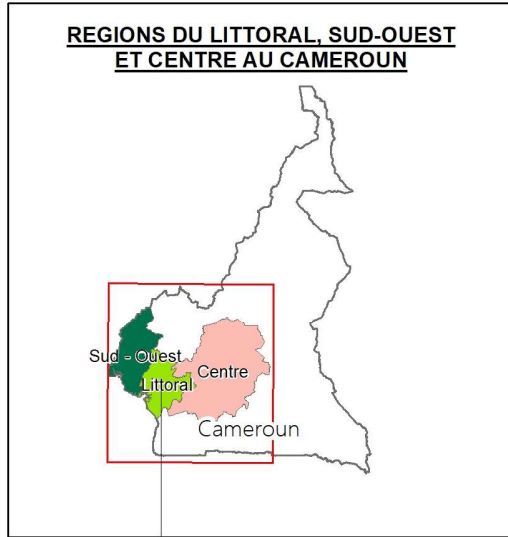 REGIONS DU LITTORAL, SUD-OUEST
ET CENTRE AU CAMEROUN
Sud - Ouest
Littoral
Centre
Cameroun